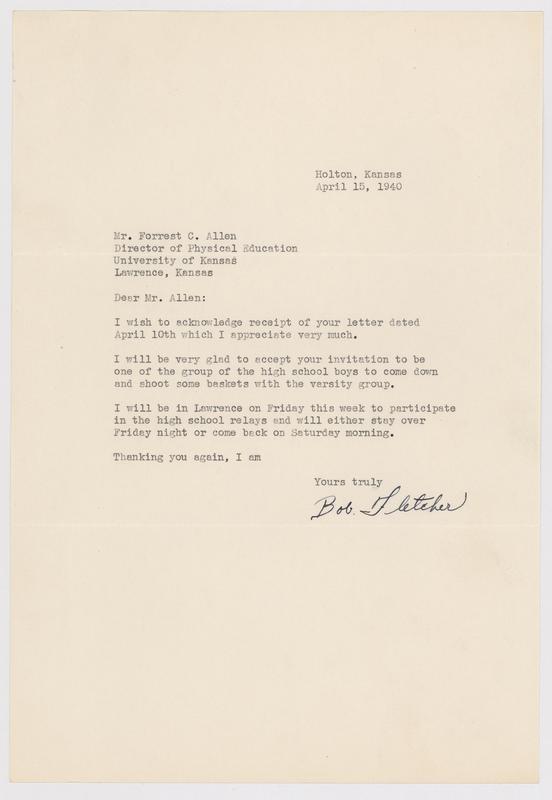 Holton, Kansas
April 15, 1940
Mr. Forrest C. Allen
Director of Physical Education
University of Kansas
Lawrence, Kansas
Dear Mr. Allen:
I wish to acknowledge receipt of your letter dated
April 10th which I appreciate very much.
I will be very glad to accept your invitation to be
one of the group of the high school boys to come down
and shoot some baskets with the varsity group.
I will be in Lawrence on Friday this week to participate
in the high school relays and will either stay over
Friday night or come back on Saturday morning.
Thanking you again, I am
Yours truly
Bob. Fletcher